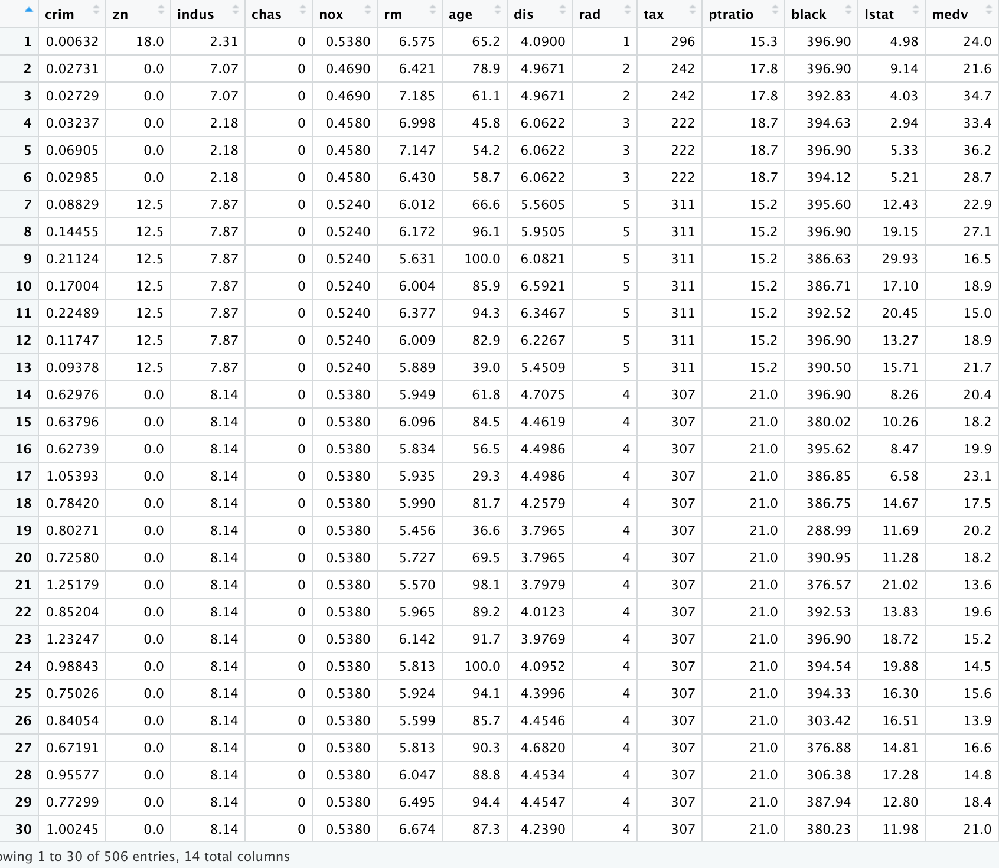 crim zn indus chas nox rm age dis rad tax ptratio black lstat medv
1 0.00632 18.0 2.31 0 0.5380 6.575 65.2 4.0900 1 296 15.3 396.90 4.98 24.0
2 0.02731 0.0 7.07 0 0.4690 6.421 78.9 4.9671 2 242 17.8 396.90 9.14 21.6
3 0.02729 0.0 7.07 0 0.4690 7.185 61.1 4.9671 2 242 17.8 392.83 4.03 34.7
4 0.03237 0.0 2.18 0 0.4580 6.998 45.8 6.0622 3 222 18.7 394.63 2.94 33.4
5 0.06905 0.0 2.18 0 0.4580 7.147 54.2 6.0622 3 222 18.7 396.90 5.33 36.2
6 0.02985 0.0 2.18 0 0.4580 6.430 58.7 6.0622 3 222 18.7 394.12 5.21 28.7
7 0.08829 12.5 7.87 0 0.5240 6.012 66.6 5.5605 5 311 15.2 395.60 12.43 22.9
8 0.14455 12.5 7.87 0 0.5240 6.172 96.1 5.9505 5 311 15.2 396.90 19.15 27.1
9 0.21124 12.5 7.87 0 0.5240 5.631 100.0 6.0821 5 311 15.2 386.63 29.93 16.5
10 0.17004 12.5 7.87 0 0.5240 6.004 85.9 6.5921 5 311 15.2 386.71 17.10 18.9
11 0.22489 12.5 7.87 0 0.5240 6.377 94.3 6.3467 5 311 15.2 392.52 20.45 15.0
12 0.11747 12.5 7.87 0 0.5240 6.009 82.9 6.2267 5 311 15.2 396.90 13.27 18.9
13 0.09378 12.5 7.87 0 0.5240 5.889 39.0 5.4509 5 311 15.2 390.50 15.71 21.7
14 0.62976 0.0 8.14 0 0.5380 5.949 61.8 4.7075 4 307 21.0 396.90 8.26 20.4
15 0.63796 0.0 8.14 0 0.5380 6.096 84.5 4.4619 4 307 21.0 380.02 10.26 18.2
16 0.62739 0.0 8.14 0 0.5380 5.834 56.5 4.4986 4 307 21.0 395.62 8.47 19.9
17 1.05393 0.0 8.14 0 0.5380 5.935 29.3 4.4986 4 307 21.0 386.85 6.58 23.1
18 0.78420 0.0 8.14 0 0.5380 5.990 81.7 4.2579 4 307 21.0 386.75 14.67 17.5
19 0.80271 0.0 8.14 0 0.5380 5.456 36.6 3.7965 4 307 21.0 288.99 11.69 20.2
20 0.72580 0.0 8.14 0 0.5380 5.727 69.5 3.7965 4 307 21.0 390.95 11.28 18.2
21 1.25179 0.0 8.14 0 0.5380 5.570 98.1 3.7979 4 307 21.0 376.57 21.02 13.6
22 0.85204 0.0 8.14 0 0.5380 5.965 89.2 4.0123 4 307 21.0 392.53 13.83 19.6
23 1.23247 0.0 8.14 0 0.5380 6.142 91.7 3.9769 4 307 21.0 396.90 18.72 15.2
24 0.98843 0.0 8.14 0 0.5380 5.813 100.0 4.0952 4 307 21.0 394.54 19.88 14.5
25 0.75026 0.0 8.14 0 0.5380 5.924 94.1 4.3996 4 307 21.0 394.33 16.30 15.6
26 0.84054 0.0 8.14 0 0.5380 5.599 85.7 4.4546 4 307 21.0 303.42 16.51 13.9
27 0.67191 0.0 8.14 0 0.5380 5.813 90.3 4.6820 4 307 21.0 376.88 14.81 16.6
28 0.95577 0.0 8.14 0 0.5380 6.047 88.8 4.4534 4 307 21.0 306.38 17.28 14.8
29 0.77299 0.0 8.14 0 0.5380 6.495 94.4 4.4547 4 307 21.0 387.94 12.80 18.4
30 1.00245 0.0 8.14 0 0.5380 6.674 87.3 4.2390 4 307 21.0 380.23 11.98 21.0
owing 1 to 30 of 506 entries, 14 total columns